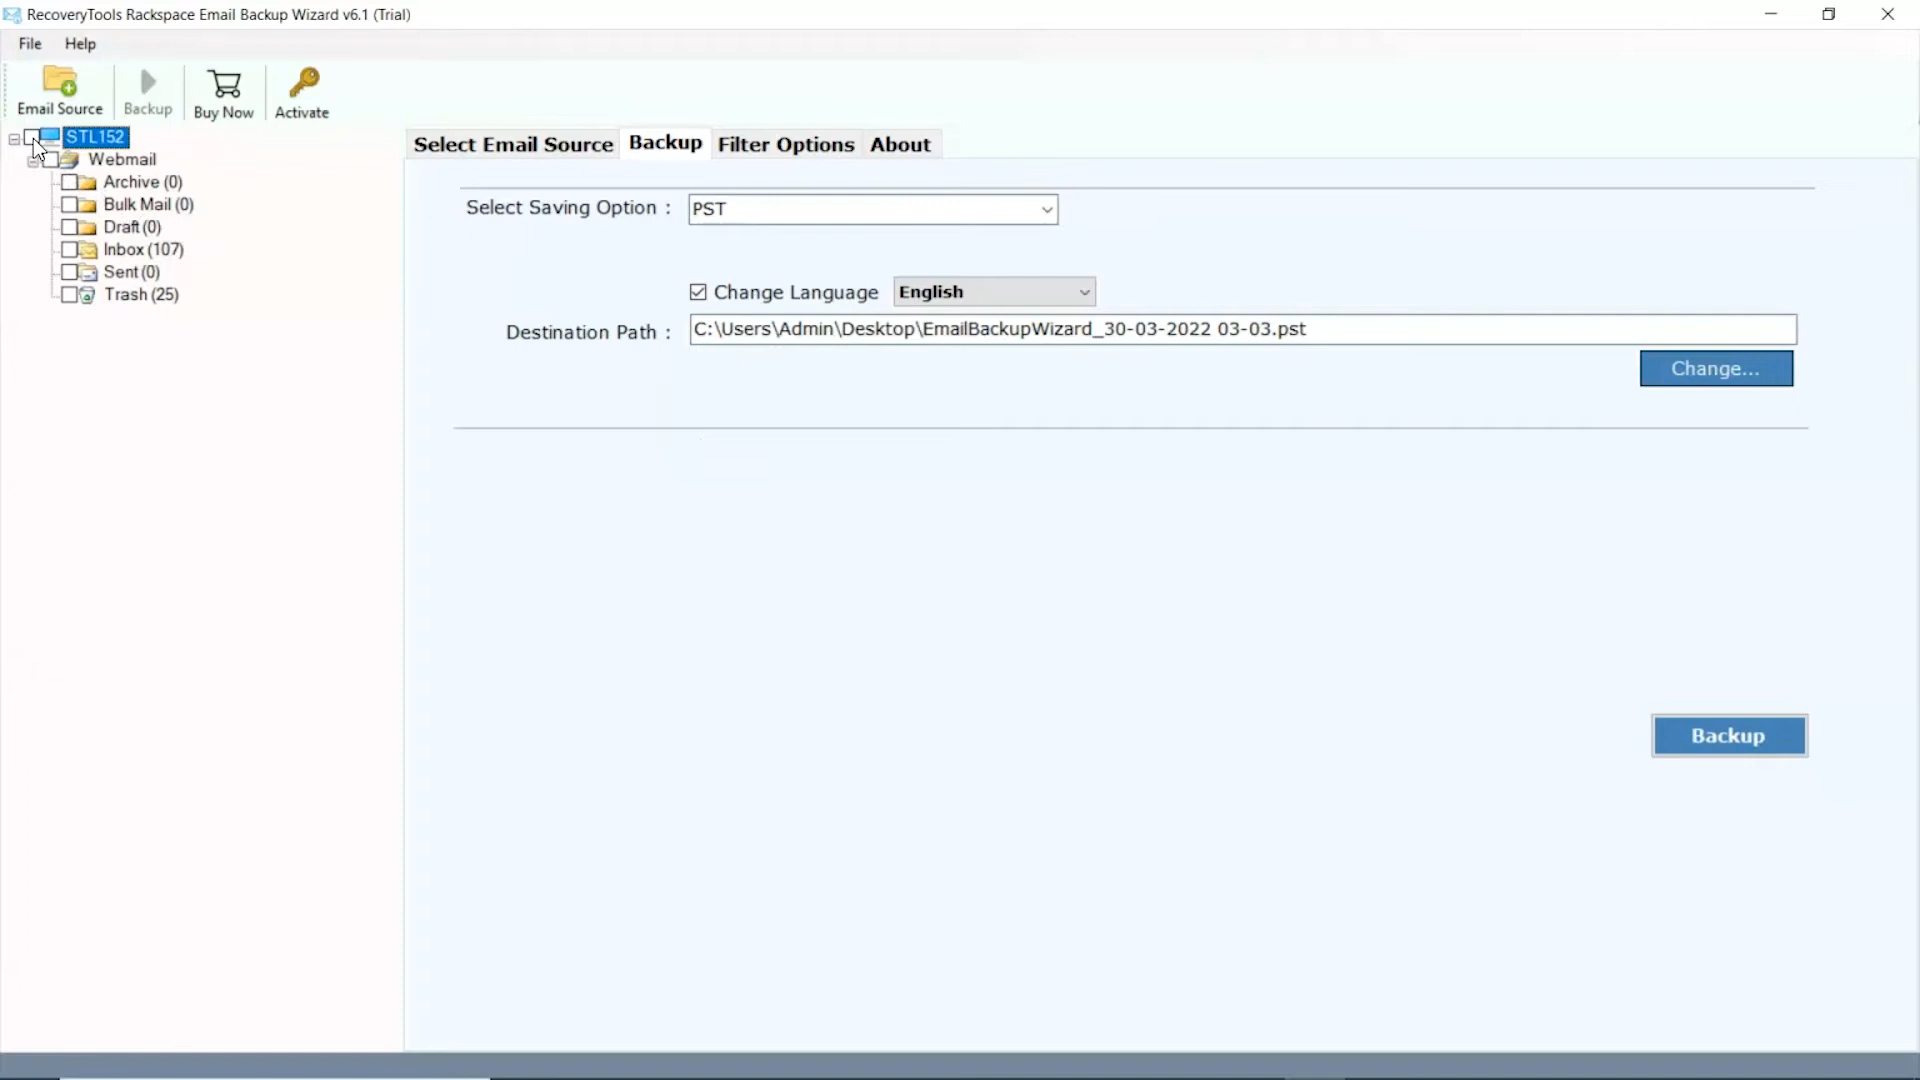 RecoveryTools Rackspace Email Backup Wizard v6.1 (Trial)
File Help
Email Source Backup Buy Now Activate
STL152
Webmail
Archive (0)
Bulk Mail (0)
Draft (0)
Inbox (107)
Sent (0)
Trash (25)
Select Email Source Backup Filter Options About
Select Saving Option : PST
Change Language English
Destination Path : C:\Users\Admin\Desktop\EmailBackupWizard_30-03-2022 03-03.pst
Change...
Backup